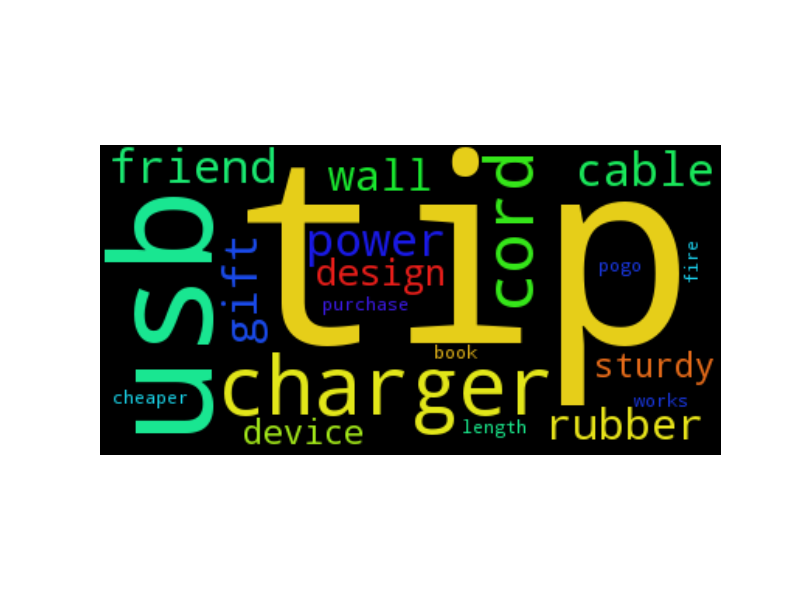 friend
wall
cord
cable
tip
usb
gift
power
design
purchase
pogo
fire
book
charger
sturdy
cheaper
works
device
length
rubber